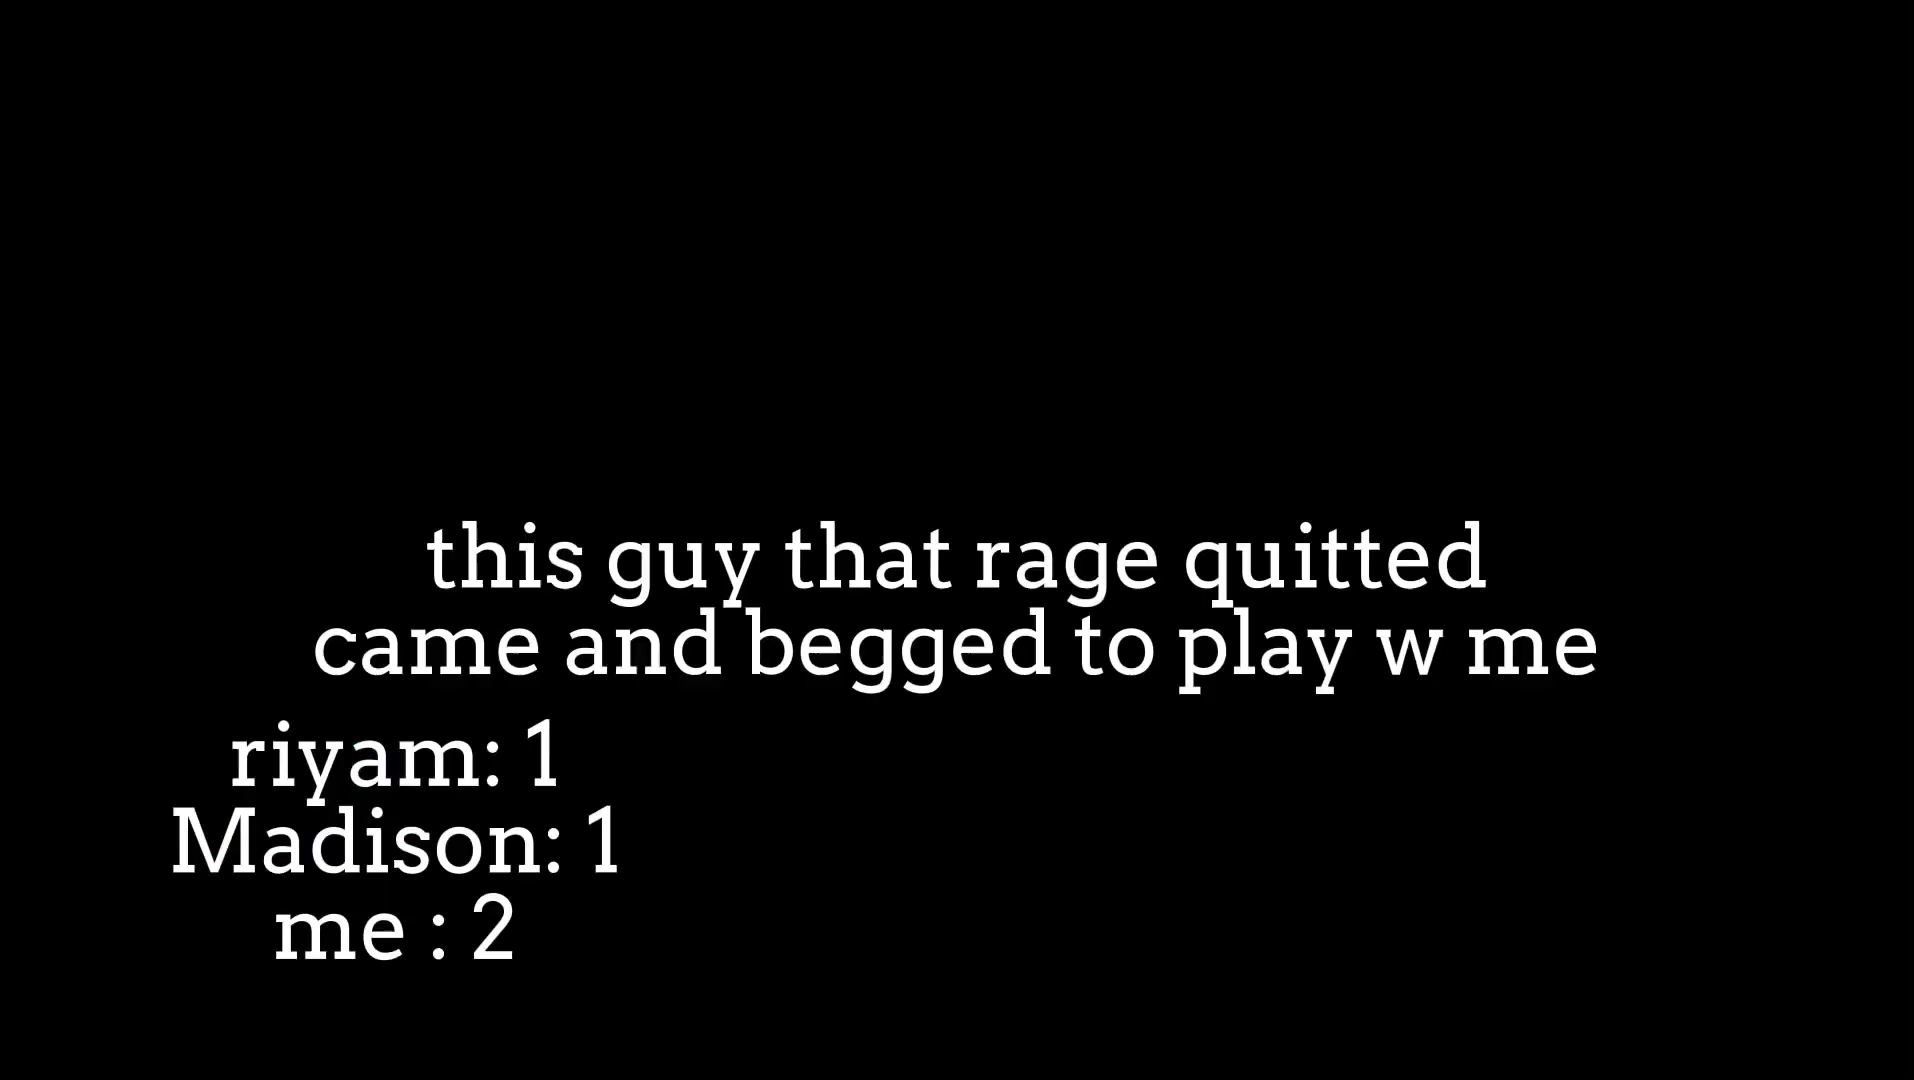 this guy that rage quitted
came and begged to play w me
riyam: 1
Madison: 1
me : 2